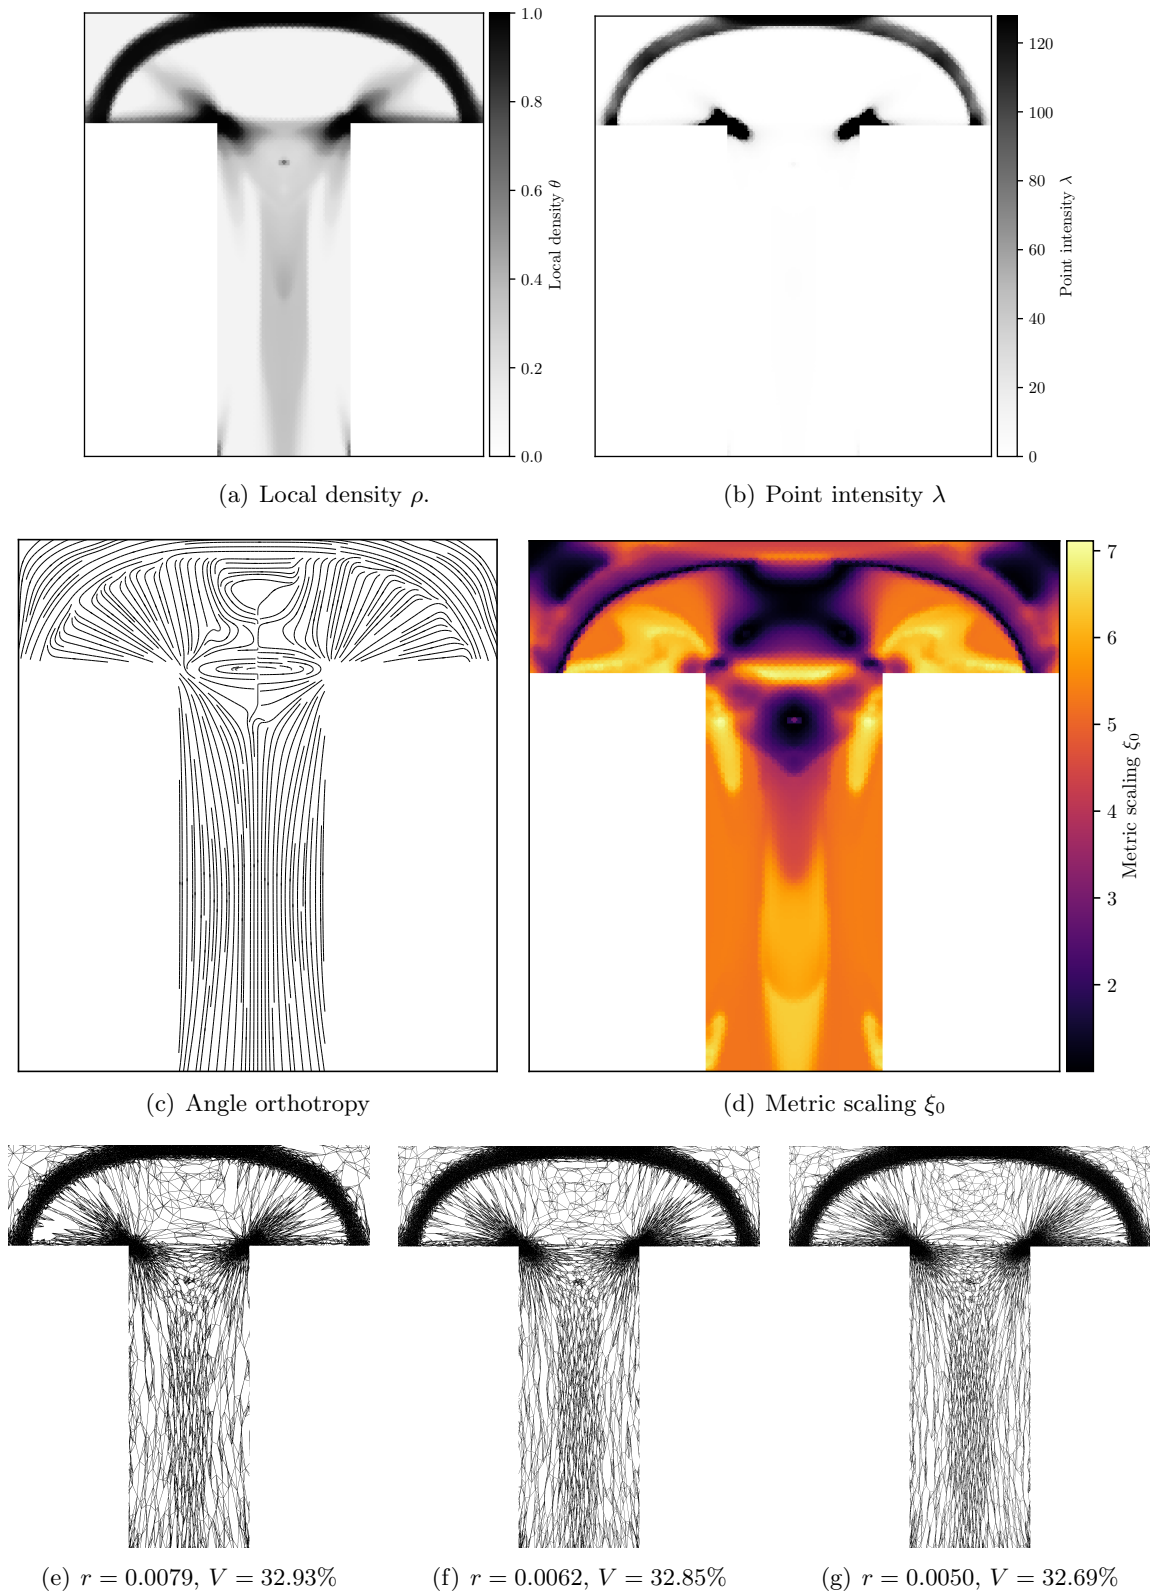 1.0
0.8
0.6
0.4
0.2
0.0
Local density θ
120
100
80
60
40
20
0
Point intensity λ
(a) Local density ρ.
(b) Point intensity λ
7
6
5
4
3
2
Metric scaling ξ₀
(c) Angle orthotropy
(d) Metric scaling ξ₀
(e) r = 0.0079, V = 32.93%
(f) r = 0.0062, V = 32.85%
(g) r = 0.0050, V = 32.69%